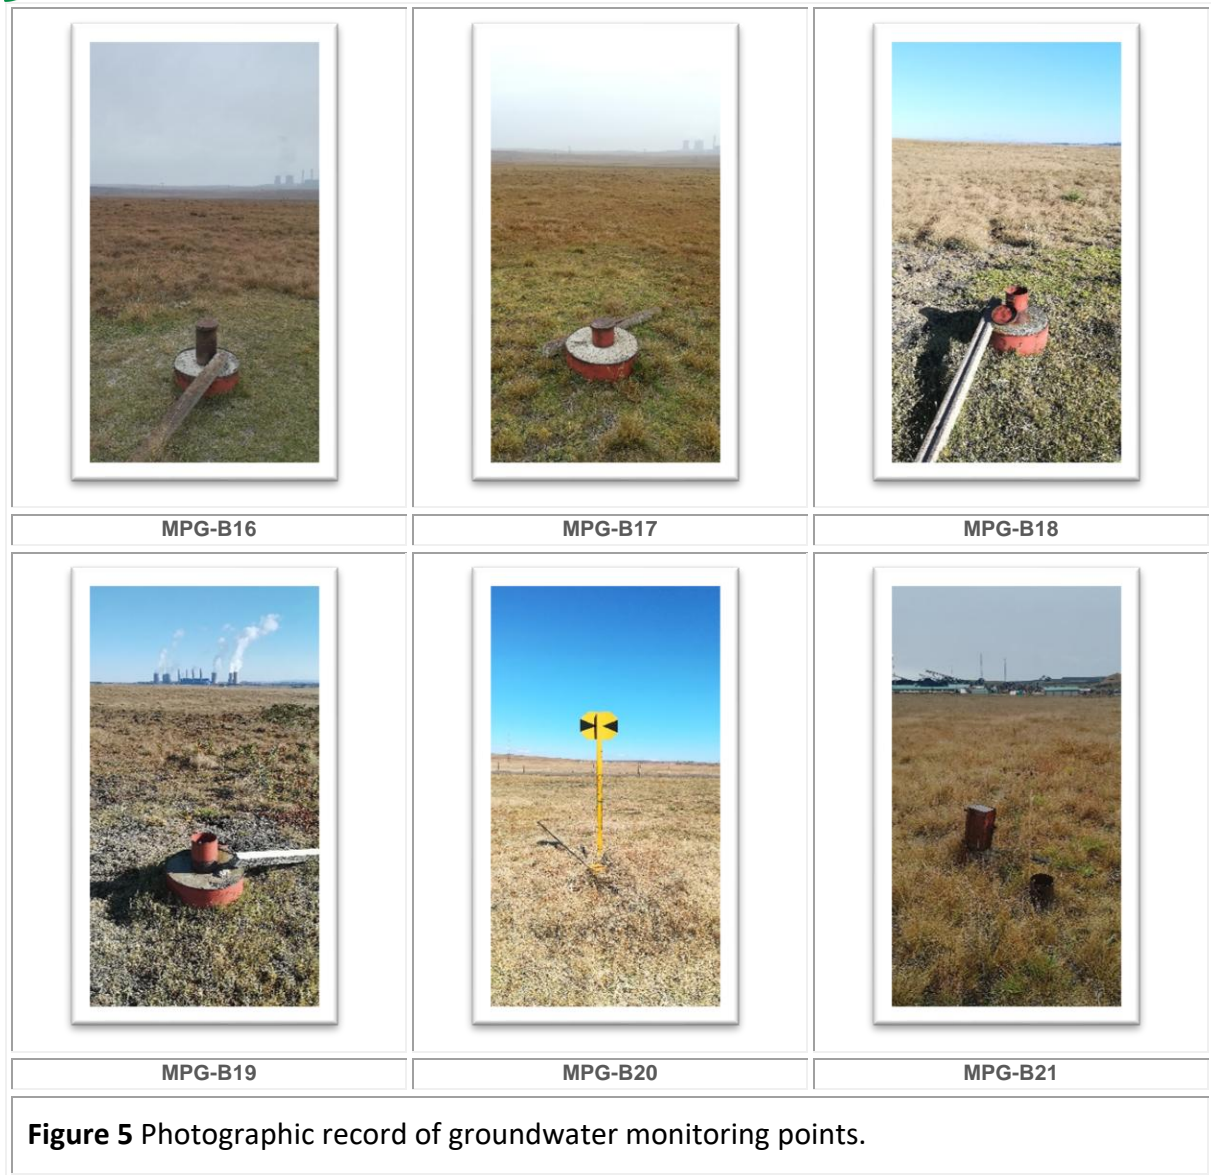 MPG-B16 MPG-B17 MPG-B18
MPG-B19 MPG-B20 MPG-B21
Figure 5 Photographic record of groundwater monitoring points.